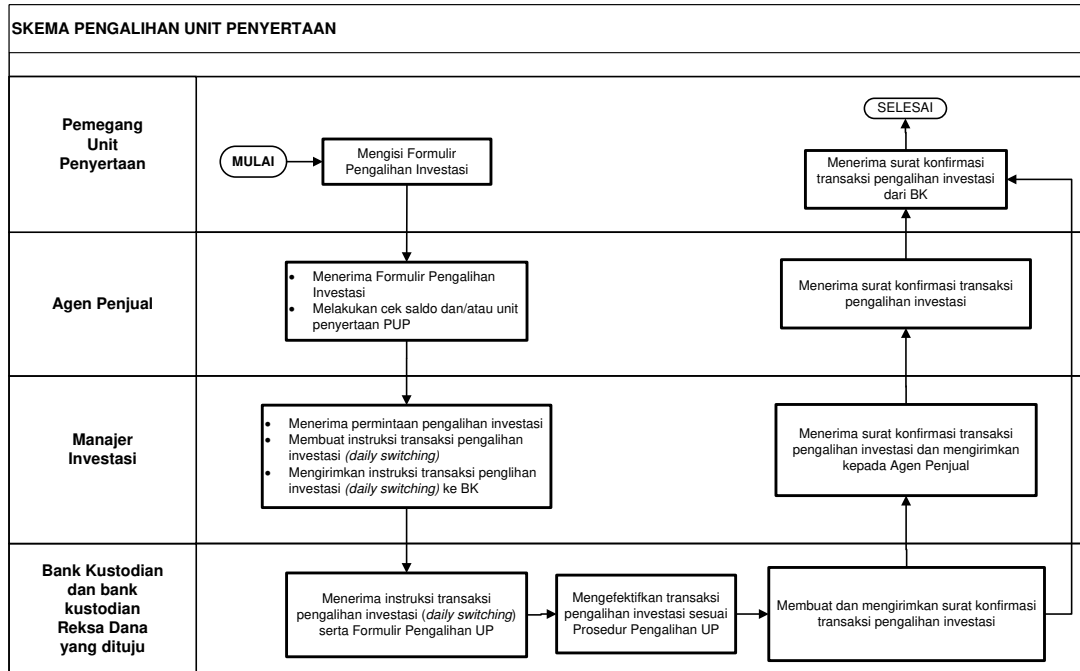 SKEMA PENGALIHAN UNIT PENYERTAAN
Pemegang
Unit
Penyertaan
MULAI
Mengisi Formulir
Pengalihan Investasi
SELESAI
Menerima surat konfirmasi
transaksi pengalihan investasi
dari BK
Agen Penjual
• Menerima Formulir Pengalihan
Investasi
• Melakukan cek saldo dan/atau unit
penyertaan PUP
Menerima surat konfirmasi transaksi
pengalihan investasi
Manajer
Investasi
• Menerima permintaan pengalihan investasi
• Membuat instruksi transaksi pengalihan
investasi (daily switching)
• Mengirimkan instruksi transaksi penglihan
investasi (daily switching) ke BK
Menerima surat konfirmasi transaksi
pengalihan investasi dan mengirimkan
kepada Agen Penjual
Bank Kustodian
dan bank
kustodian
Reksa Dana
yang dituju
Menerima instruksi transaksi
pengalihan investasi (daily switching)
serta Formulir Pengalihan UP
Mengefektifkan transaksi
pengalihan investasi sesuai
Prosedur Pengalihan UP
Membuat dan mengirimkan surat konfirmasi
transaksi pengalihan investasi